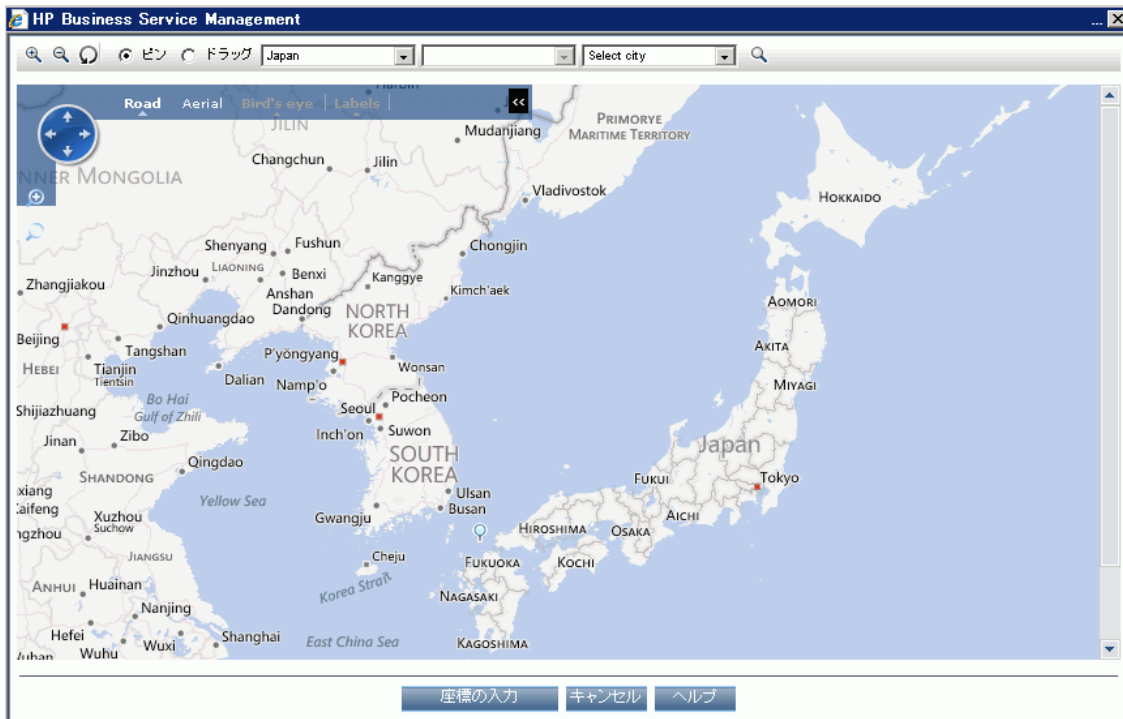 HP Business Service Management
ピン ドラッグ Japan Select city
Road Aerial Bird's eye Labels
JILIN
Mudanjiang
PRIMORYE
MARITIME TERRITORY
Changchun
Jilin
NNER MONGOLIA
Vladivostok
HOKKAIDO
Shenyang
Fushun
Chongjin
Jinzhou
LIAONING
Benxi
Kanggye
Zhangjiakou
Anshan
Kimch'aek
Dandong
NORTH
KOREA
AOMORI
Qinhuangdao
Beijing
Tangshan
P'yŏngyang
AKITA
HEBEI
Tianjin
Tientsin
Dalian
Namp'o
Wonsan
MIYAGI
Bo Hai
Gulf of Zhili
Pocheon
Shijiazhuang
Seoul
Inch'on
Suwon
Jinan
Zibo
SOUTH
KOREA
Japan
Qingdao
SHANDONG
FUKUI
Tokyo
xiang
Yellow Sea
Ulsan
Busan
Xuzhou
Suchow
Gwangju
AICHI
ngzhou
HIROSHIMA
OSAKA
JIANGSU
Cheju
FUKUOKA
KOCHI
ANHUI
Huainan
Korea Strait
NAGASAKI
Nanjing
Hefei
Wuhu
Wuxi
Shanghai
East China Sea
KAGOSHIMA
座標の入力 キャンセル ヘルプ